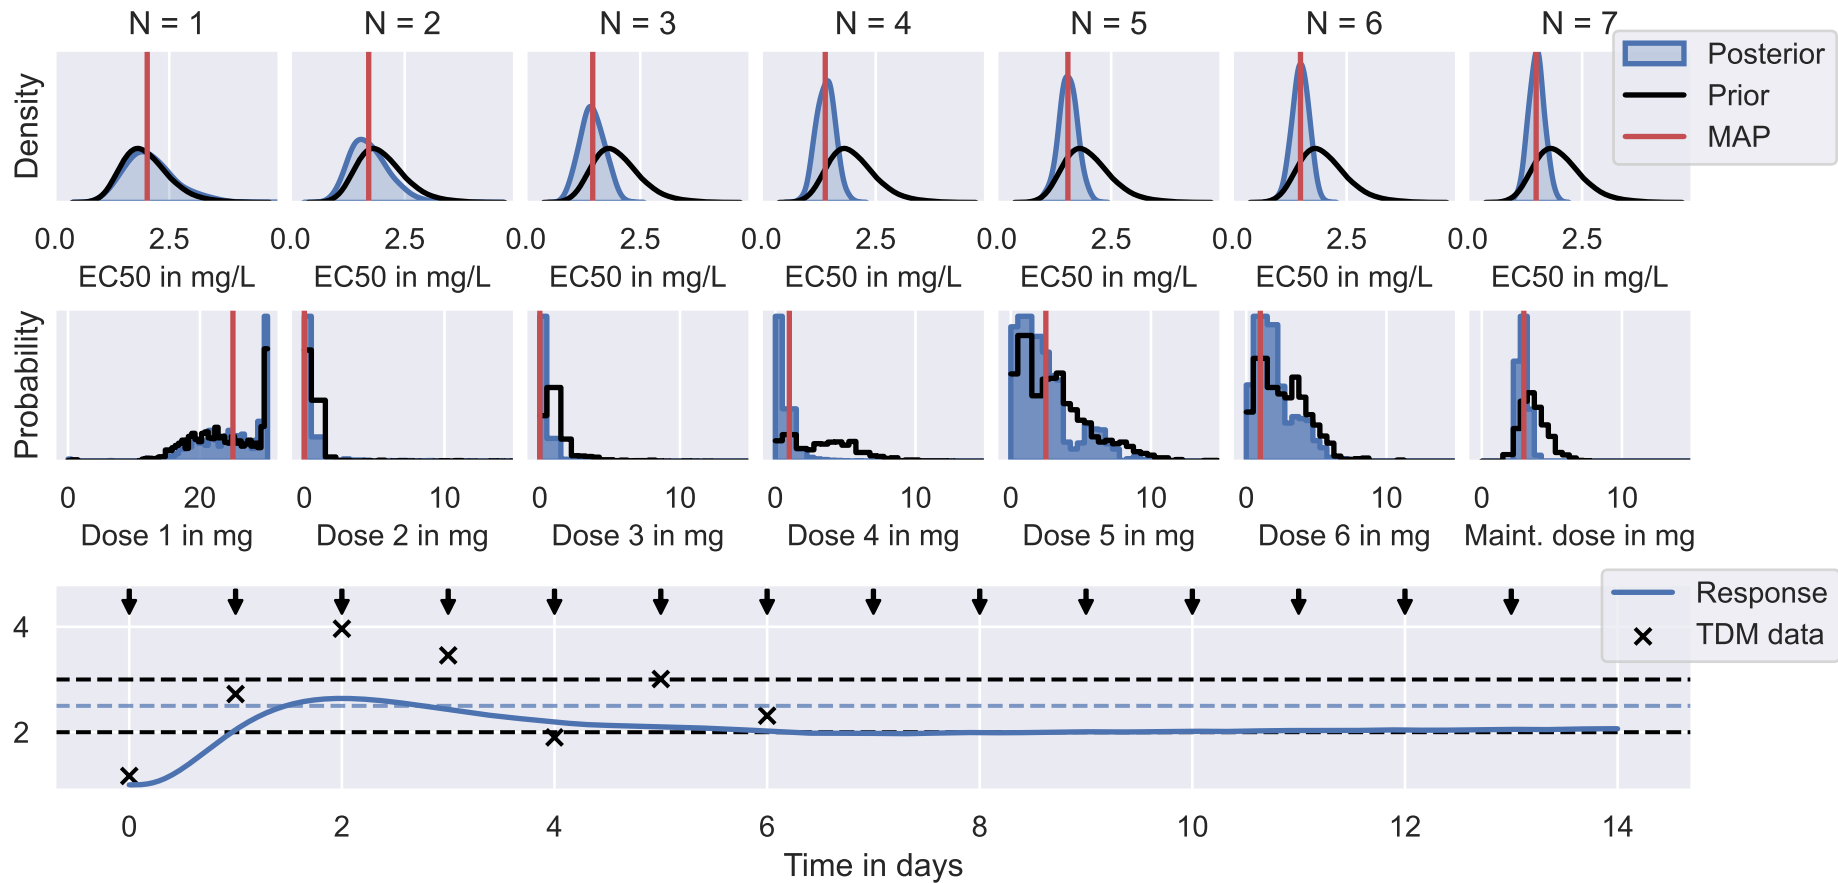 N = 1 N = 2 N = 3 N = 4 N = 5 N = 6 N = 7
Density
Posterior
Prior
MAP
0.0 2.5 0.0 2.5 0.0 2.5 0.0 2.5 0.0 2.5 0.0 2.5 0.0 2.5
EC50 in mg/L EC50 in mg/L EC50 in mg/L EC50 in mg/L EC50 in mg/L EC50 in mg/L EC50 in mg/L
Probability
0 20 0 10 0 10 0 10 0 10 0 10 0 10
Dose 1 in mg Dose 2 in mg Dose 3 in mg Dose 4 in mg Dose 5 in mg Dose 6 in mg Maint. dose in mg
Response
TDM data
4
2
0 2 4 6 8 10 12 14
Time in days